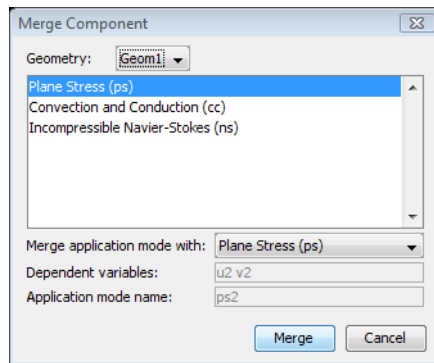 Merge Component
Geometry: Geom1
Plane Stress (ps)
Convection and Conduction (cc)
Incompressible Navier-Stokes (ns)
Merge application mode with: Plane Stress (ps)
Dependent variables: u2 v2
Application mode name: ps2
Merge Cancel